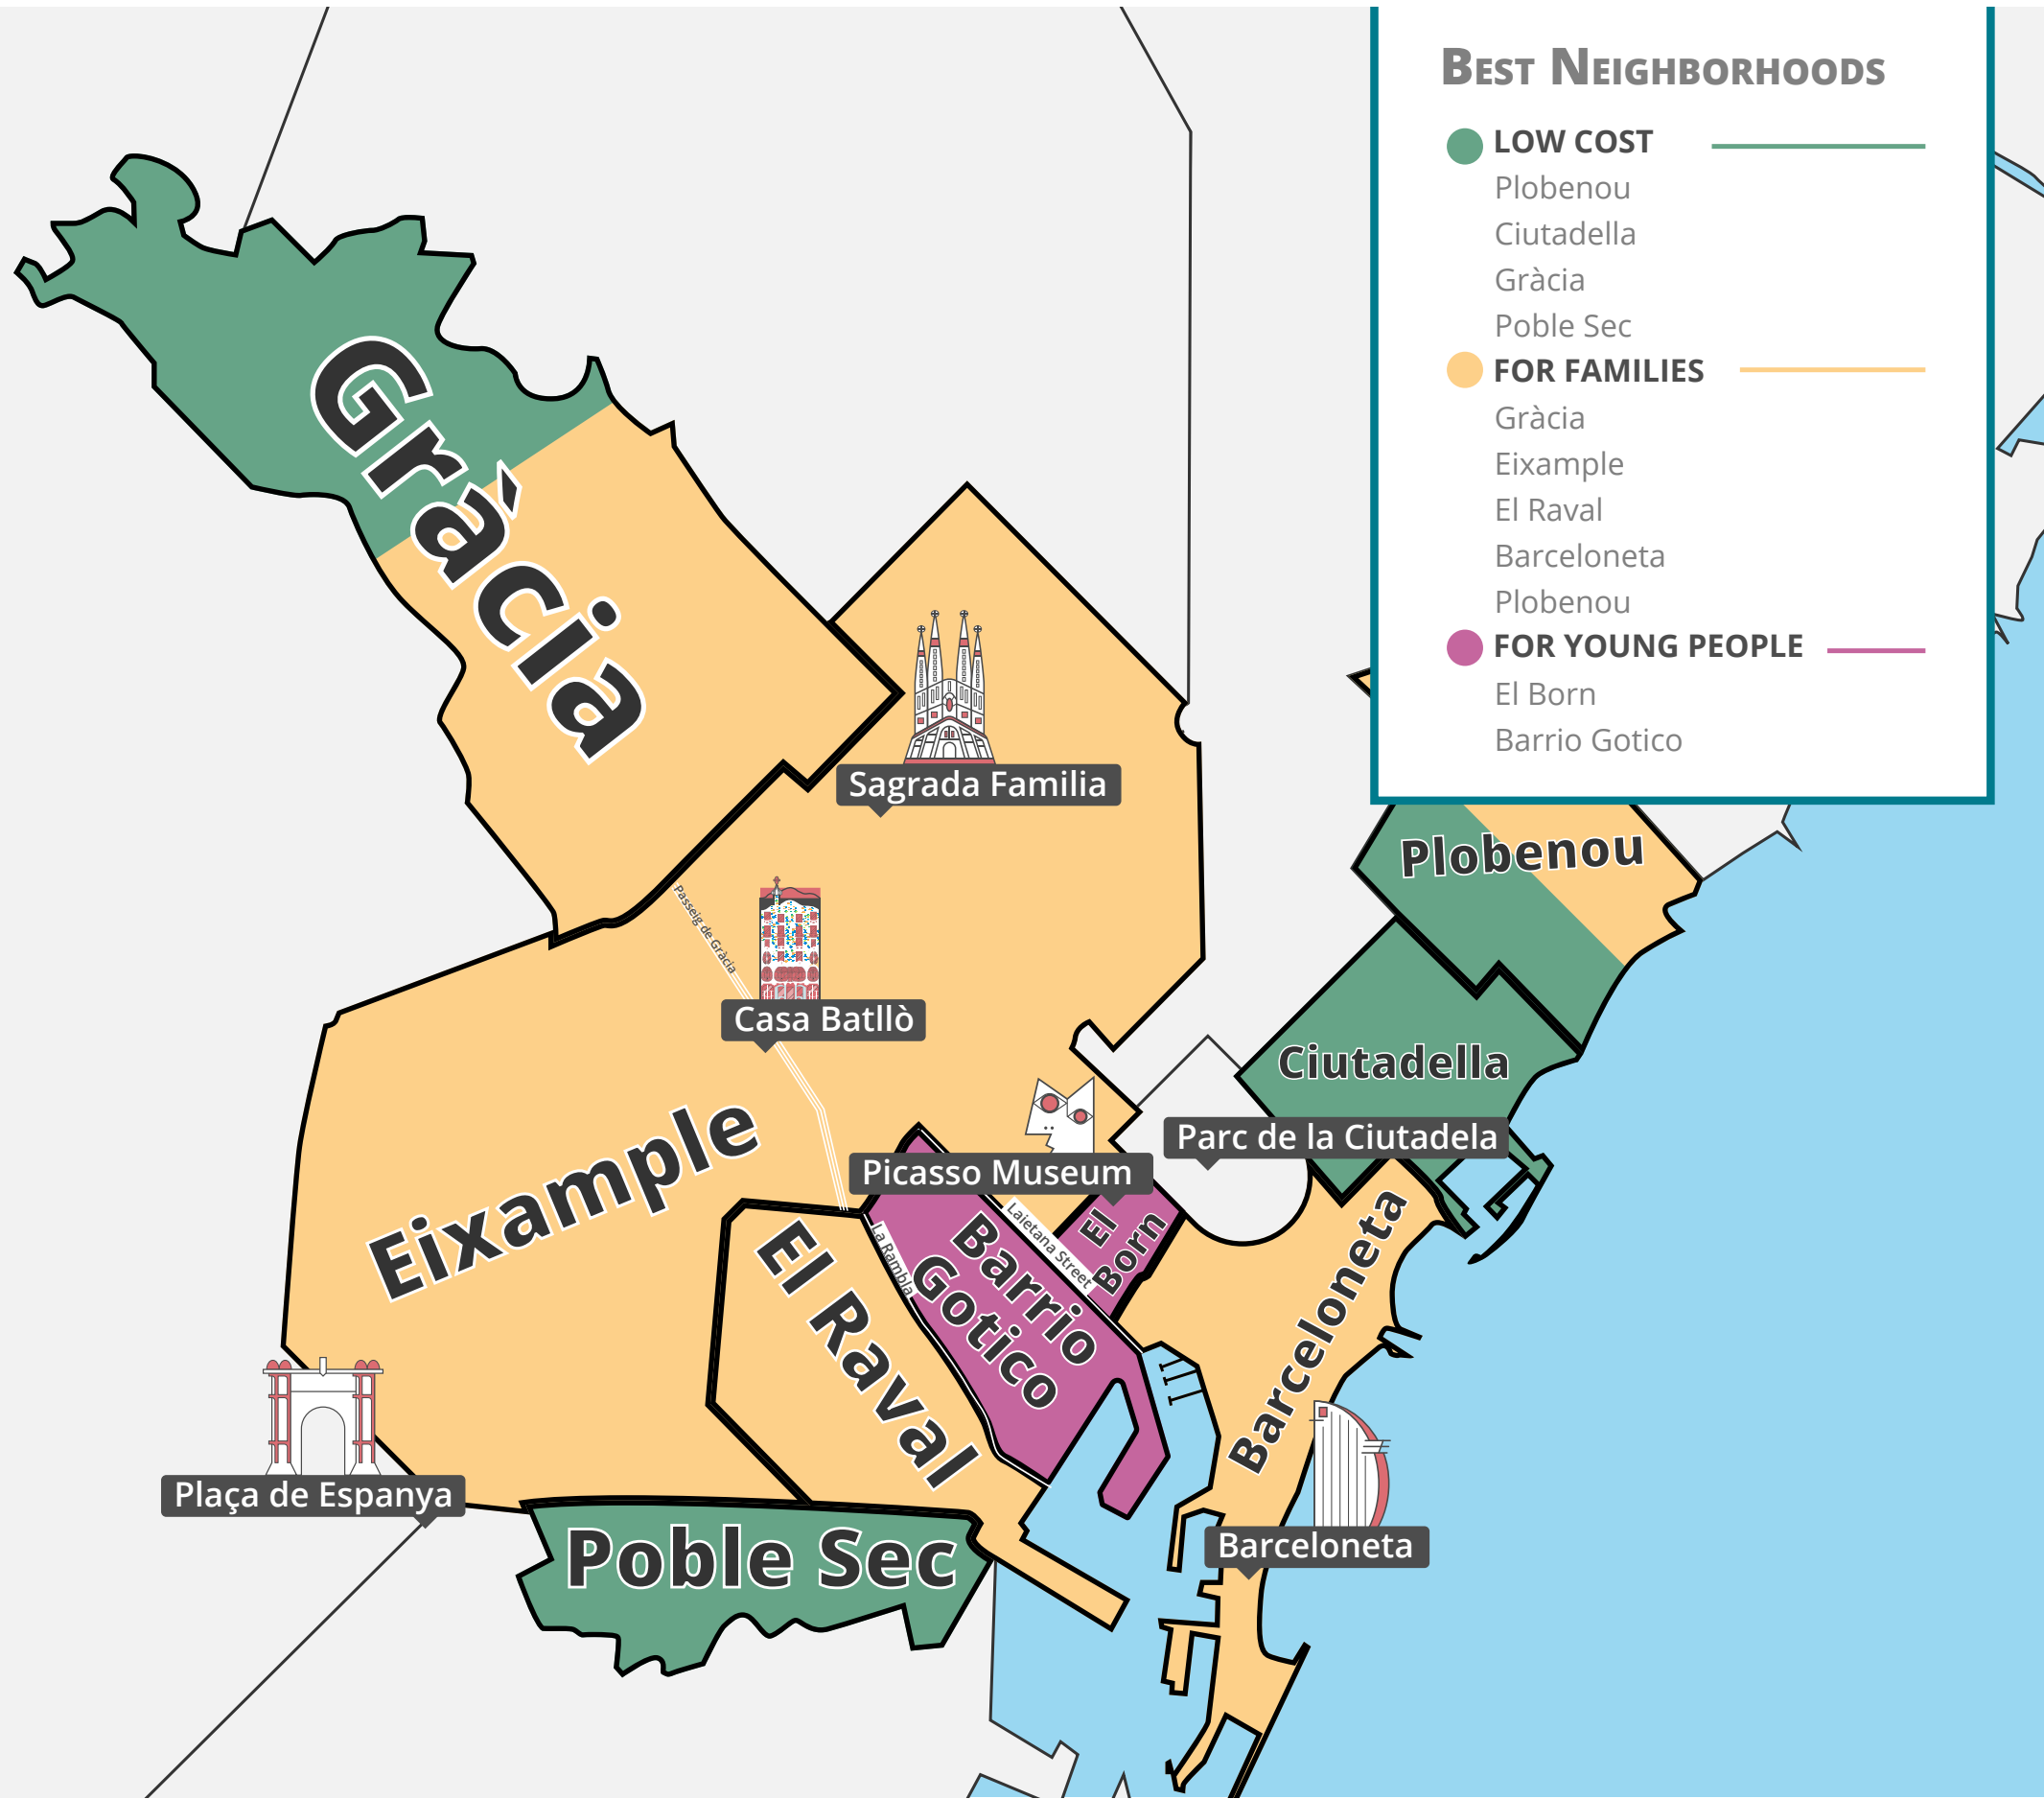 Best Neighborhoods
LOW COST
Plobenou
Ciutadella
Gràcia
Poble Sec
FOR FAMILIES
Gràcia
Eixample
El Raval
Barceloneta
Plobenou
FOR YOUNG PEOPLE
El Born
Barrio Gotico
Grácia
Sagrada Familia
Plobenou
Passeig de Gràcia
Casa Batllò
Ciutadella
Parc de la Ciutadela
Picasso Museum
Eixample
El Raval
La Rambla
Barrio
Gotico
Laietana Street
El
Born
Barceloneta
Plaça de Espanya
Poble Sec
Barceloneta